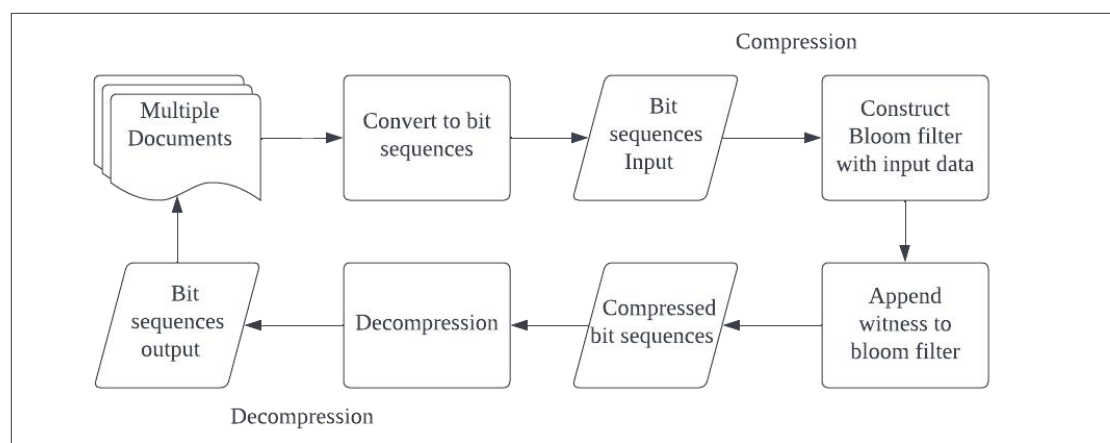 Compression
Multiple
Documents
Convert to bit
sequences
Bit
sequences
Input
Construct
Bloom filter
with input data
Bit
sequences
output
Decompression
Compressed
bit sequences
Append
witness to
bloom filter
Decompression